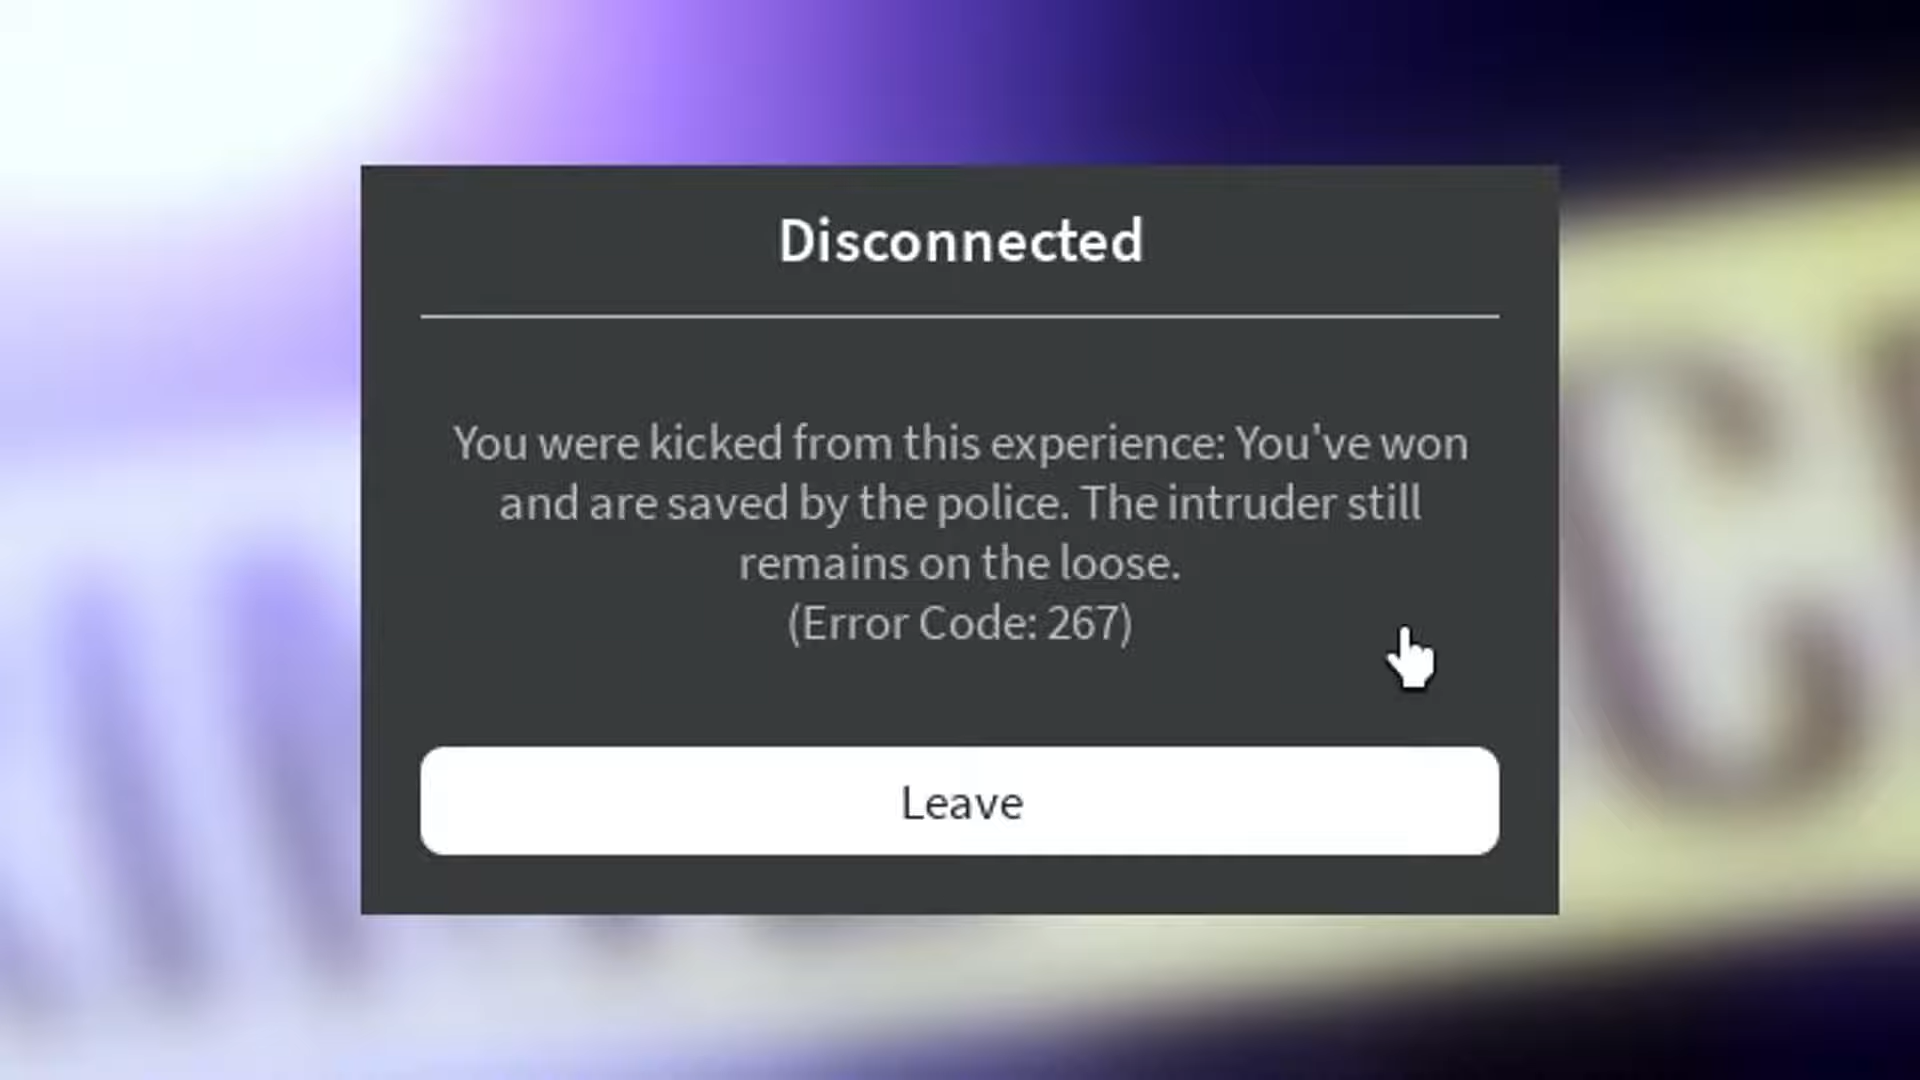 Disconnected
You were kicked from this experience: You've won
and are saved by the police. The intruder still
remains on the loose.
(Error Code: 267)
Leave